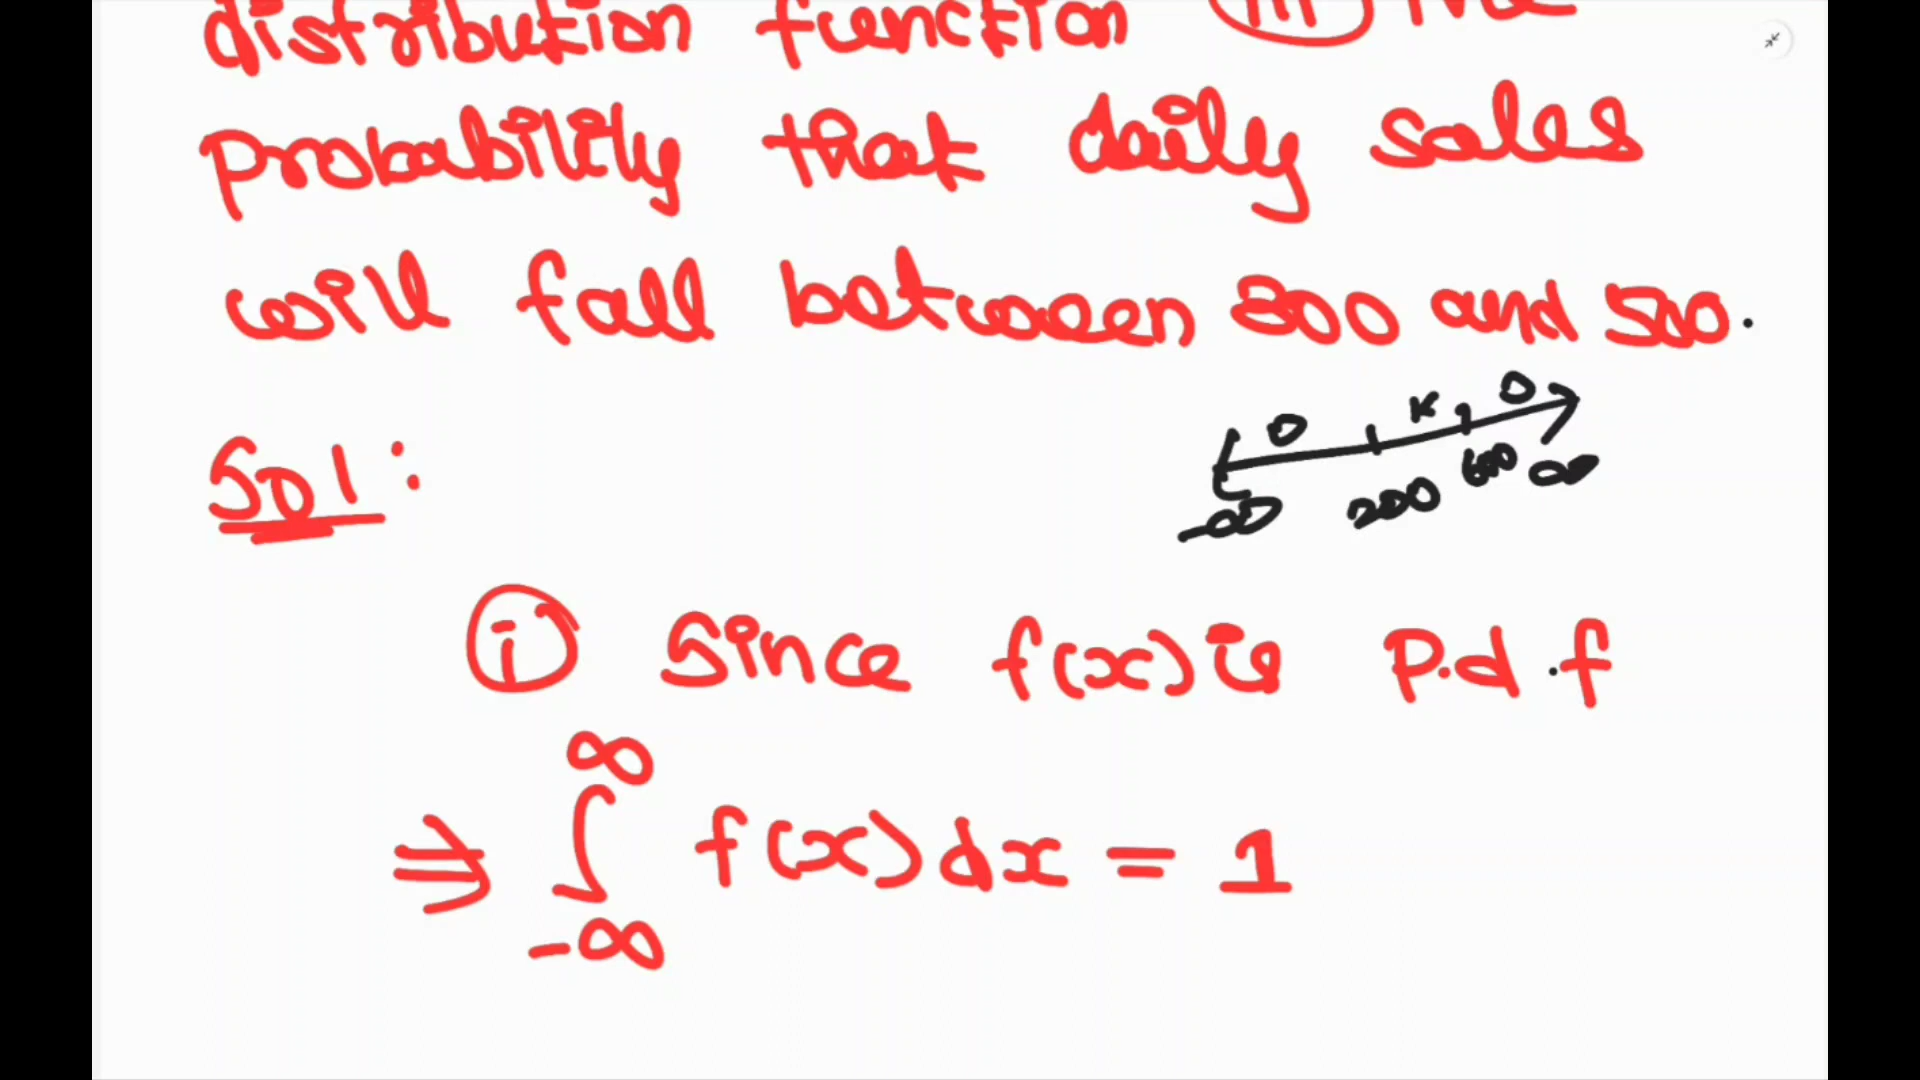 distribution function (iii) The
probability that daily sales
will fall between 300 and 500.
0 K 0
-∞ 200 600 ∞
Sol:
(i) Since f(x) is P.d.f
⇒ ∫_{-∞}^{∞} f(x) dx = 1